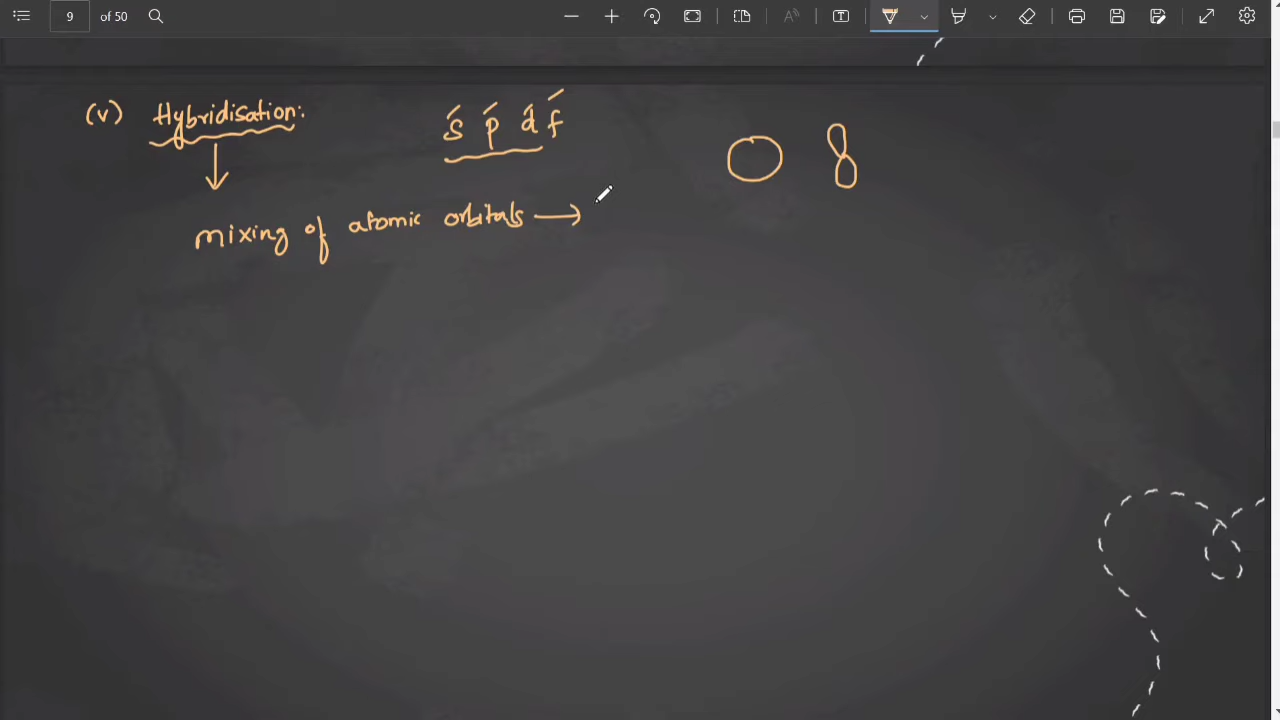 9 of 50
(v) Hybridisation: s p d f
mixing of atomic orbitals →